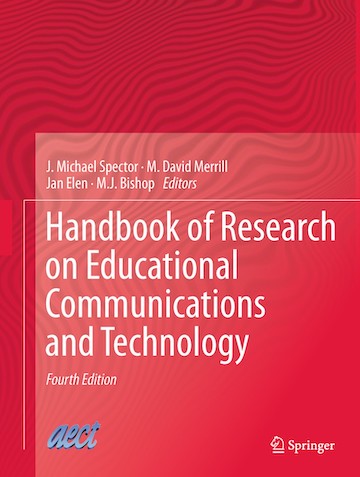 J. Michael Spector · M. David Merrill
Jan Elen · M.J. Bishop Editors
Handbook of Research
on Educational
Communications
and Technology
Fourth Edition
aect
Springer